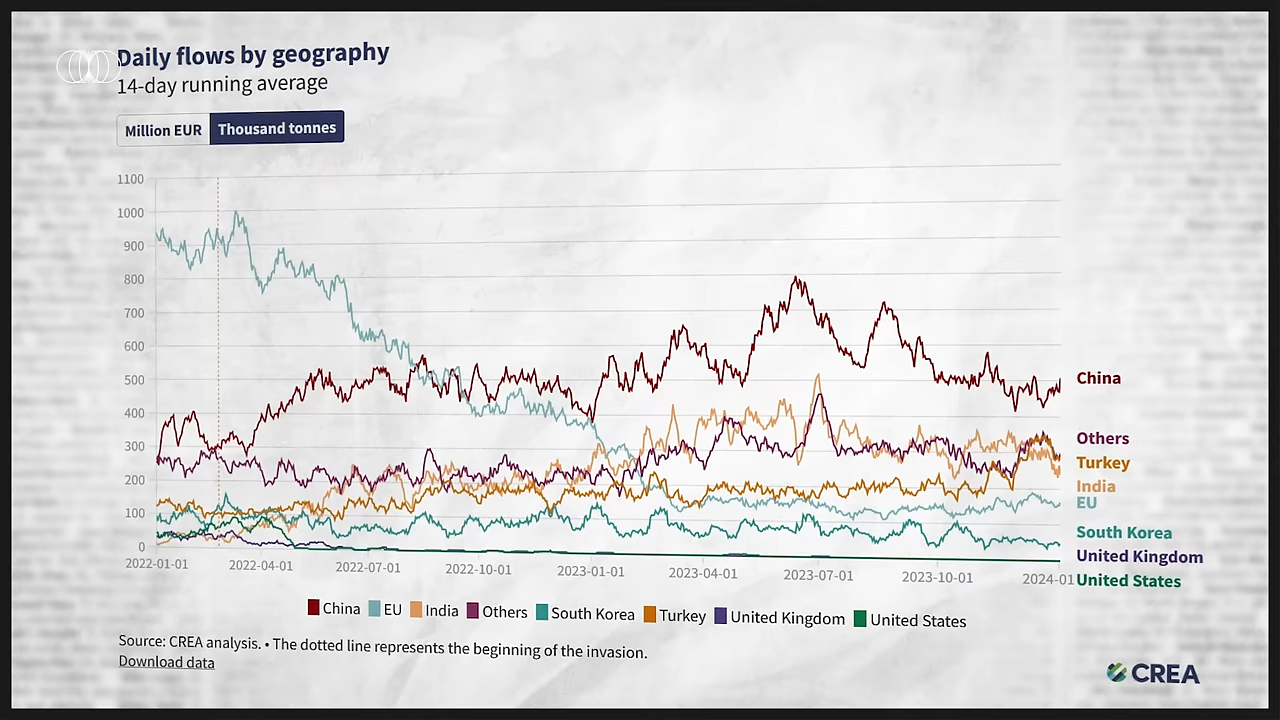 Daily flows by geography
14-day running average
Million EUR Thousand tonnes
1100
1000
900
800
700
600
500
400
300
200
100
0
2022-01-01 2022-04-01 2022-07-01 2022-10-01 2023-01-01 2023-04-01 2023-07-01 2023-10-01 2024-01
China
Others
Turkey
India
EU
South Korea
United Kingdom
United States
China EU India Others South Korea Turkey United Kingdom United States
Source: CREA analysis. • The dotted line represents the beginning of the invasion.
Download data
CREA